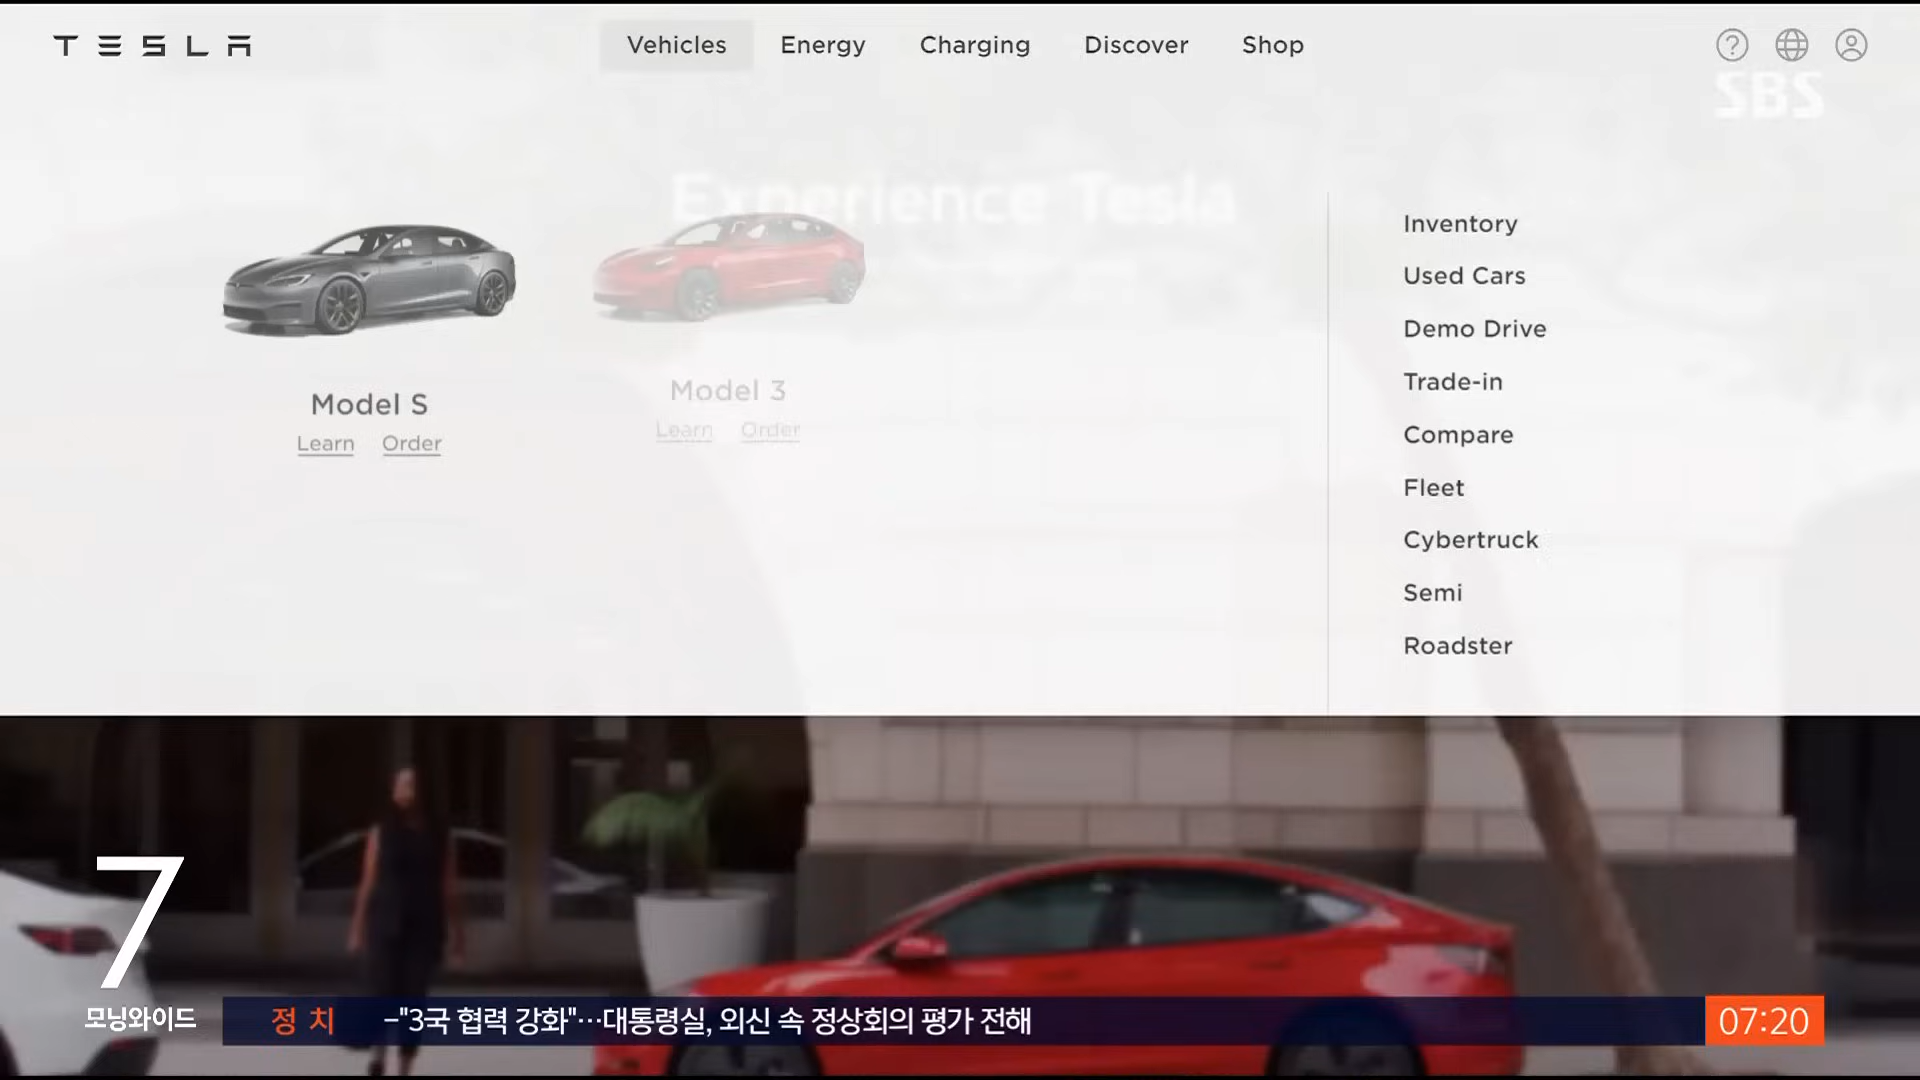 TESLA
Vehicles
Energy
Charging
Discover
Shop
SBS
Experience Tesla
Model S
Learn
Order
Model 3
Learn
Order
Inventory
Used Cars
Demo Drive
Trade-in
Compare
Fleet
Cybertruck
Semi
Roadster
7
모닝와이드
정 치
-"3국 협력 강화"…대통령실, 외신 속 정상회의 평가 전해
07:20